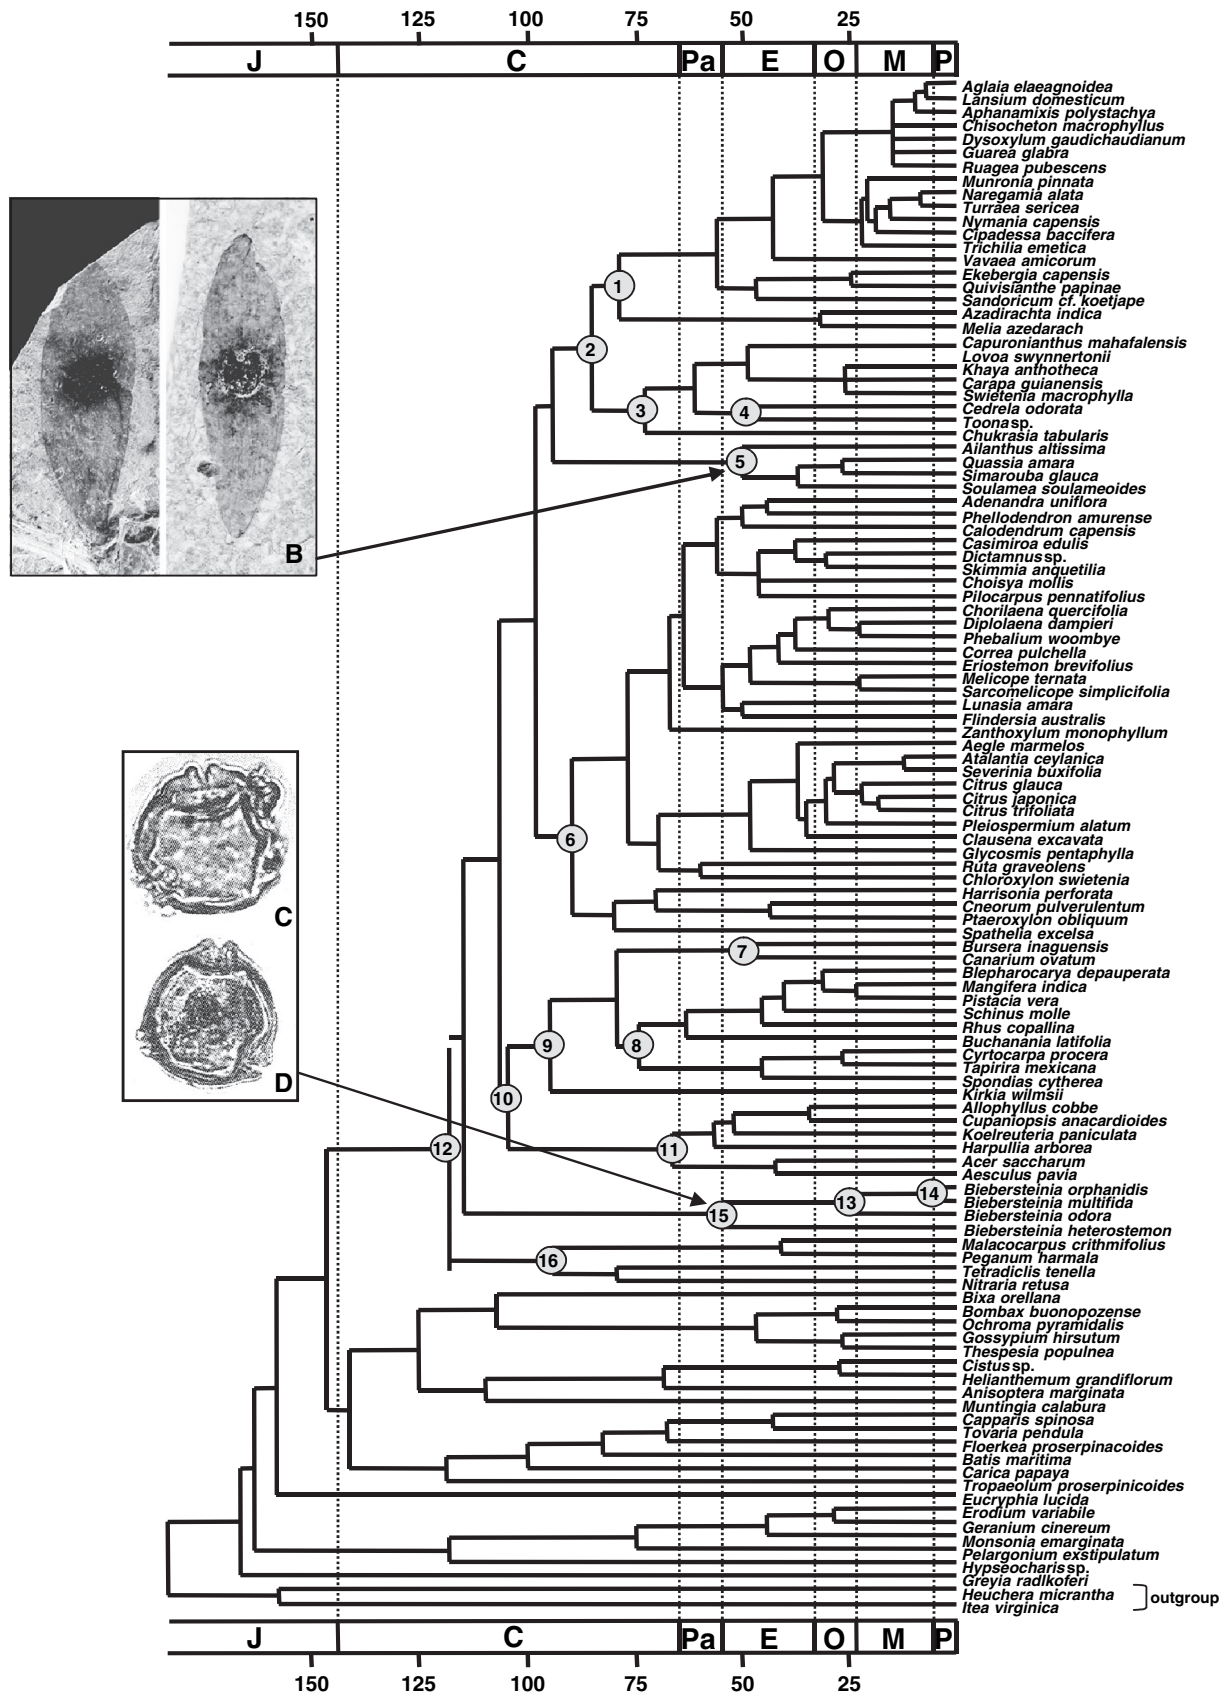 150 125 100 75 50 25
J C Pa E O M P
Aglaia elaeagnoidea
Lansium domesticum
Aphanamixis polystachya
Chisocheton macrophyllus
Dysoxylum gaudichaudianum
Guarea glabra
Ruagea pubescens
Munronia pinnata
Naregamia alata
Turraea sericea
Nymania capensis
Cipadessa baccifera
Trichilia emetica
Vavaea amicorum
Ekebergia capensis
1
Quivisianthe papinae
Sandoricum cf. koetjape
Azadirachta indica
Melia azedarach
2
Capuronianthus mahafalensis
Lovoa swynnertonii
Khaya anthotheca
Carapa guianensis
Swietenia macrophylla
3
4
Cedrela odorata
Toona sp.
Chukrasia tabularis
Ailanthus altissima
5
Quassia amara
Simarouba glauca
Soulamea soulameoides
Adenandra uniflora
Phellodendron amurense
Calodendrum capensis
Casimiroa edulis
B
Dictamnus sp.
Skimmia anquetilia
Choisya mollis
Pilocarpus pennatifolius
Chorilaena quercifolia
Diplolaena dampieri
Phebalium woombye
Correa pulchella
Eriostemon brevifolius
Melicope ternata
Sarcomelicope simplicifolia
Lunasia amara
Flindersia australis
Zanthoxylum monophyllum
Aegle marmelos
Atalantia ceylanica
Severinia buxifolia
Citrus glauca
Citrus japonica
Citrus trifoliata
Pleiospermium alatum
6
Clausena excavata
Glycosmis pentaphylla
Ruta graveolens
Chloroxylon swietenia
Harrisonia perforata
Cneorum pulverulentum
C
Ptaeroxylon obliquum
Spathelia excelsa
7
Bursera inaguensis
Canarium ovatum
Blepharocarya depauperata
Mangifera indica
Pistacia vera
Schinus molle
Rhus copallina
9
8
Buchanania latifolia
Cyrtocarpa procera
Tapirira mexicana
Spondias cytherea
D
Kirkia wilmsii
10
Allophyllus cobbe
Cupaniopsis anacardioides
Koelreuteria paniculata
12
11
Harpullia arborea
Acer saccharum
Aesculus pavia
14
Biebersteinia orphanidis
13
Biebersteinia multifida
15
Biebersteinia odora
Biebersteinia heterostemon
Malacocarpus crithmifolius
16
Peganum harmala
Tetradiclis tenella
Nitraria retusa
Bixa orellana
Bombax buonopozense
Ochroma pyramidalis
Gossypium hirsutum
Thespesia populnea
Cistus sp.
Helianthemum grandiflorum
Anisoptera marginata
Muntingia calabura
Capparis spinosa
Tovaria pendula
Floerkea proserpinacoides
Batis maritima
Carica papaya
Tropaeolum proserpinicoides
Eucryphia lucida
Erodium variabile
Geranium cinereum
Monsonia emarginata
Pelargonium exstipulatum
Hypseocharis sp.
Greyia radlkoferi
Heuchera micrantha
outgroup
Itea virginica
J C Pa E O M P
150 125 100 75 50 25